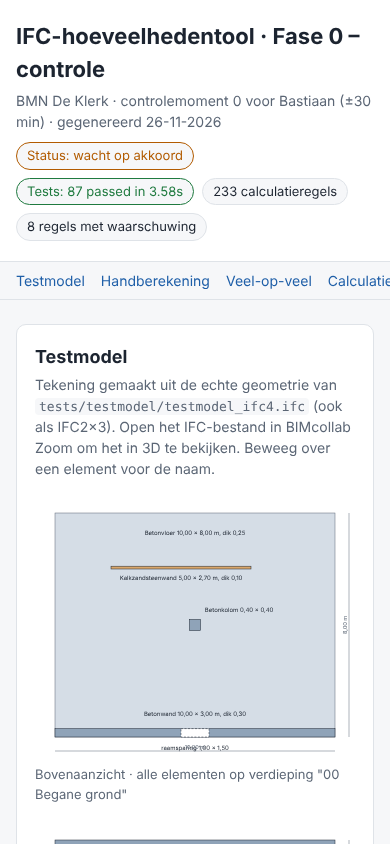 IFC-hoeveelhedentool · Fase 0 –
controle
BMN De Klerk · controlemoment 0 voor Bastiaan (±30
min) · gegenereerd 26-11-2026
Status: wacht op akkoord
Tests: 87 passed in 3.58s
233 calculatieregels
8 regels met waarschuwing
Testmodel Handberekening Veel-op-veel Calculatie
Testmodel
Tekening gemaakt uit de echte geometrie van
tests/testmodel/testmodel_ifc4.ifc (ook
als IFC2×3). Open het IFC-bestand in BIMcollab
Zoom om het in 3D te bekijken. Beweeg over
een element voor de naam.
Betonvloer 10,00 × 8,00 m, dik 0,25
Kalkzandsteenwand 5,00 × 2,70 m, dik 0,10
Betonkolom 0,40 × 0,40
8,00 m
Betonwand 10,00 × 3,00 m, dik 0,30
raamsparing × 1,50
Bovenaanzicht · alle elementen op verdieping "00
Begane grond"